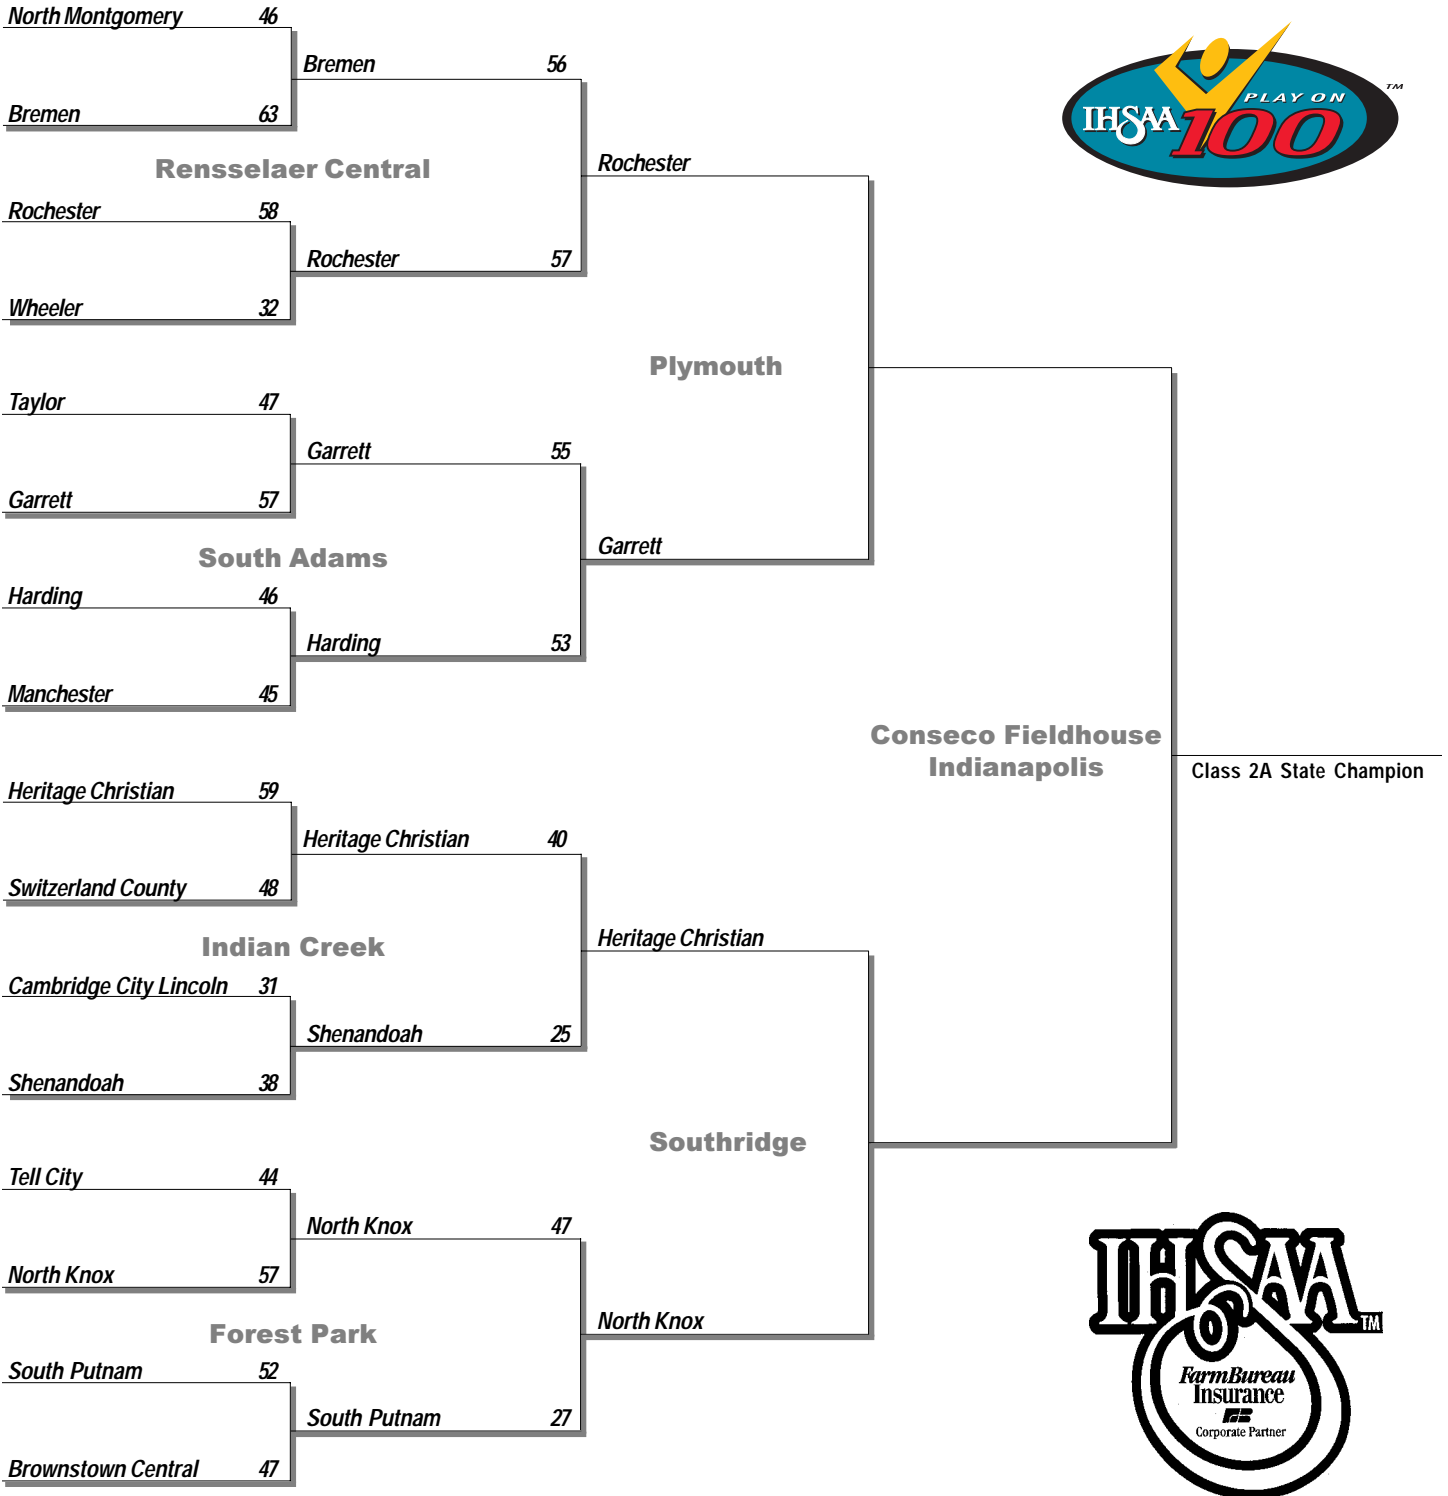 North Montgomery 46
Bremen 56
Bremen 63
IHSAA PLAY ON 100 TM
Rensselaer Central
Rochester
Rochester 58
Rochester 57
Wheeler 32
Plymouth
Taylor 47
Garrett 55
Garrett 57
South Adams
Garrett
Harding 46
Harding 53
Manchester 45
Conseco Fieldhouse
Indianapolis
Class 2A State Champion
Heritage Christian 59
Heritage Christian 40
Switzerland County 48
Indian Creek
Heritage Christian
Cambridge City Lincoln 31
Shenandoah 25
Shenandoah 38
Southridge
Tell City 44
North Knox 47
North Knox 57
Forest Park
North Knox
South Putnam 52
South Putnam 27
Brownstown Central 47
IHSAA TM
FarmBureau
Insurance
FB
Corporate Partner